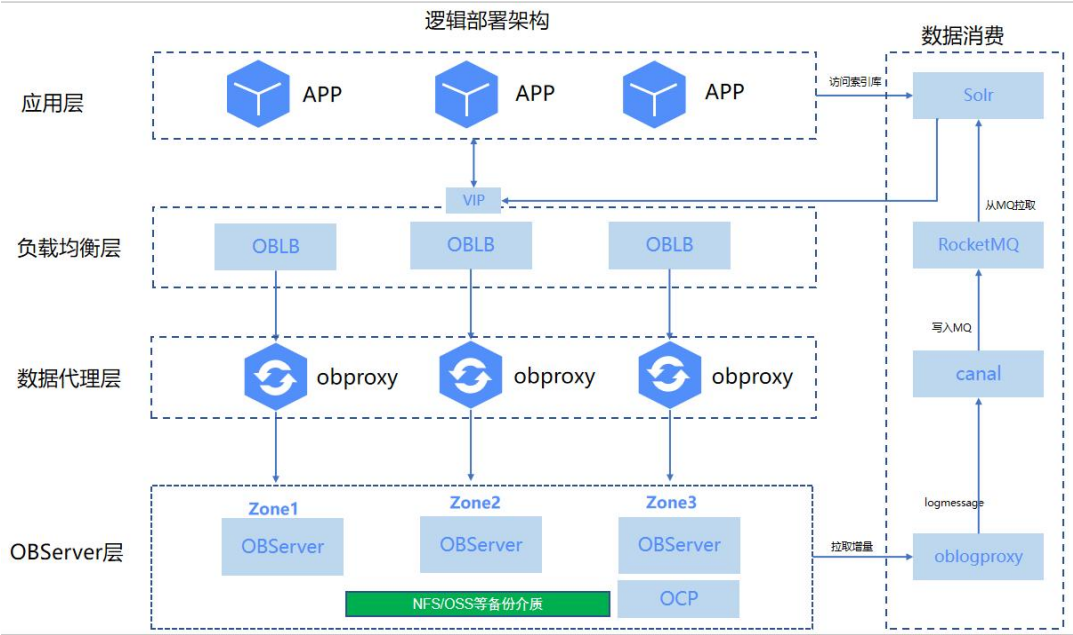 逻辑部署架构
数据消费
应用层
APP
APP
APP
访问索引库
Solr
VIP
从MQ拉取
负载均衡层
OBLB
OBLB
OBLB
RocketMQ
写入MQ
数据代理层
obproxy
obproxy
obproxy
canal
Zone1
Zone2
Zone3
logmessage
OBServer层
OBServer
OBServer
OBServer
拉取增量
oblogproxy
NFS/OSS等备份介质
OCP